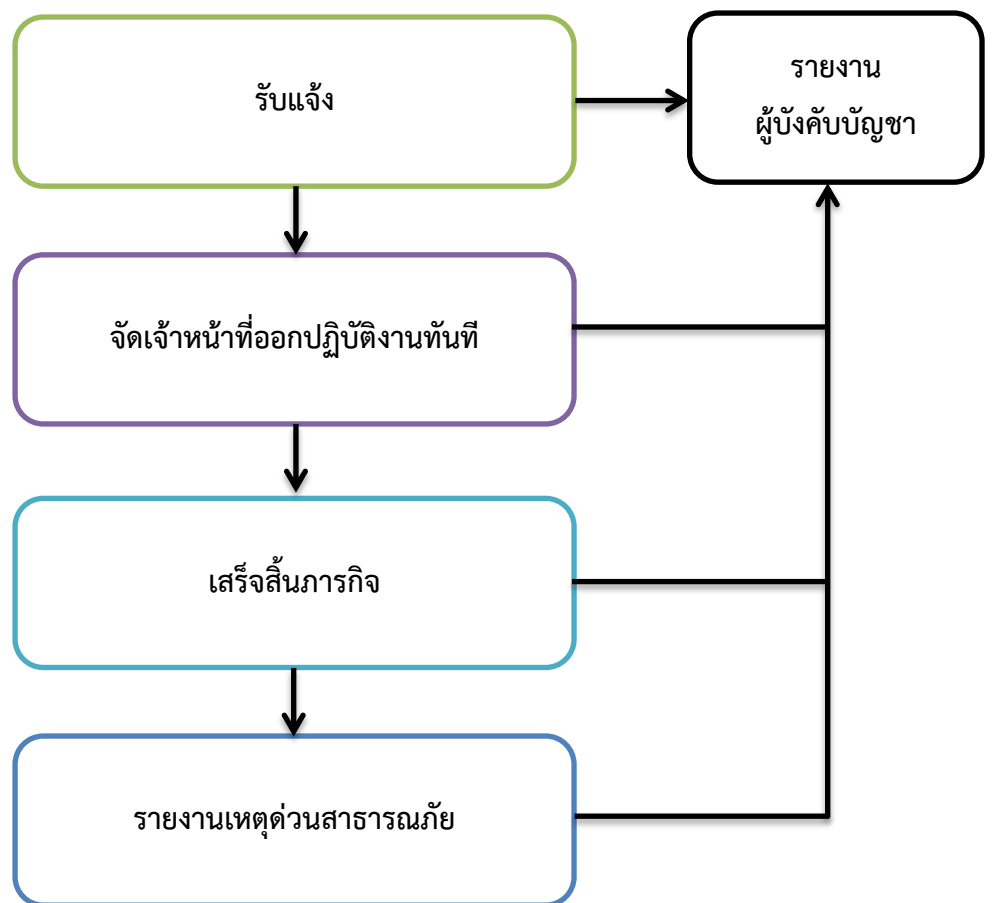 รับแจ้ง
รายงาน
ผู้บังคับบัญชา
จัดเจ้าหน้าที่ออกปฏิบัติงานทันที
เสร็จสิ้นภารกิจ
รายงานเหตุด่วนสาธารณภัย